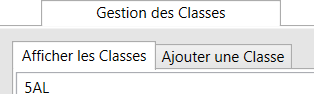 Gestion des Classes
Afficher les Classes Ajouter une Classe
5AL